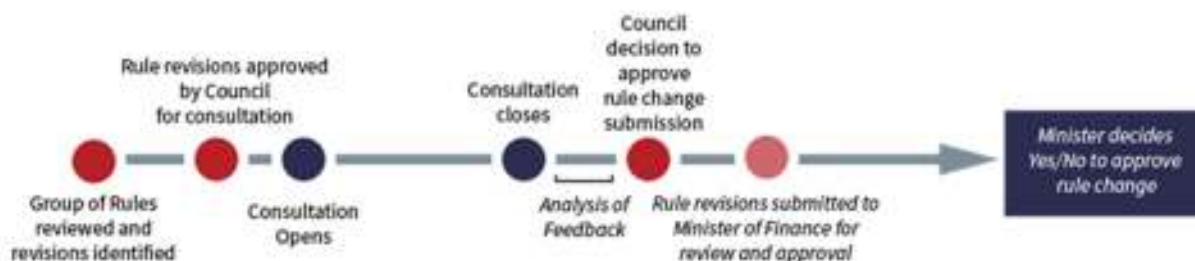 Group of Rules
reviewed and
revisions identified
Rule revisions approved
by Council
for consultation
Consultation
Opens
Consultation
closes
Analysis of
Feedback
Council
decision to
approve
rule change
submission
Rule revisions submitted to
Minister of Finance for
review and approval
Minister decides
Yes/No to approve
rule change